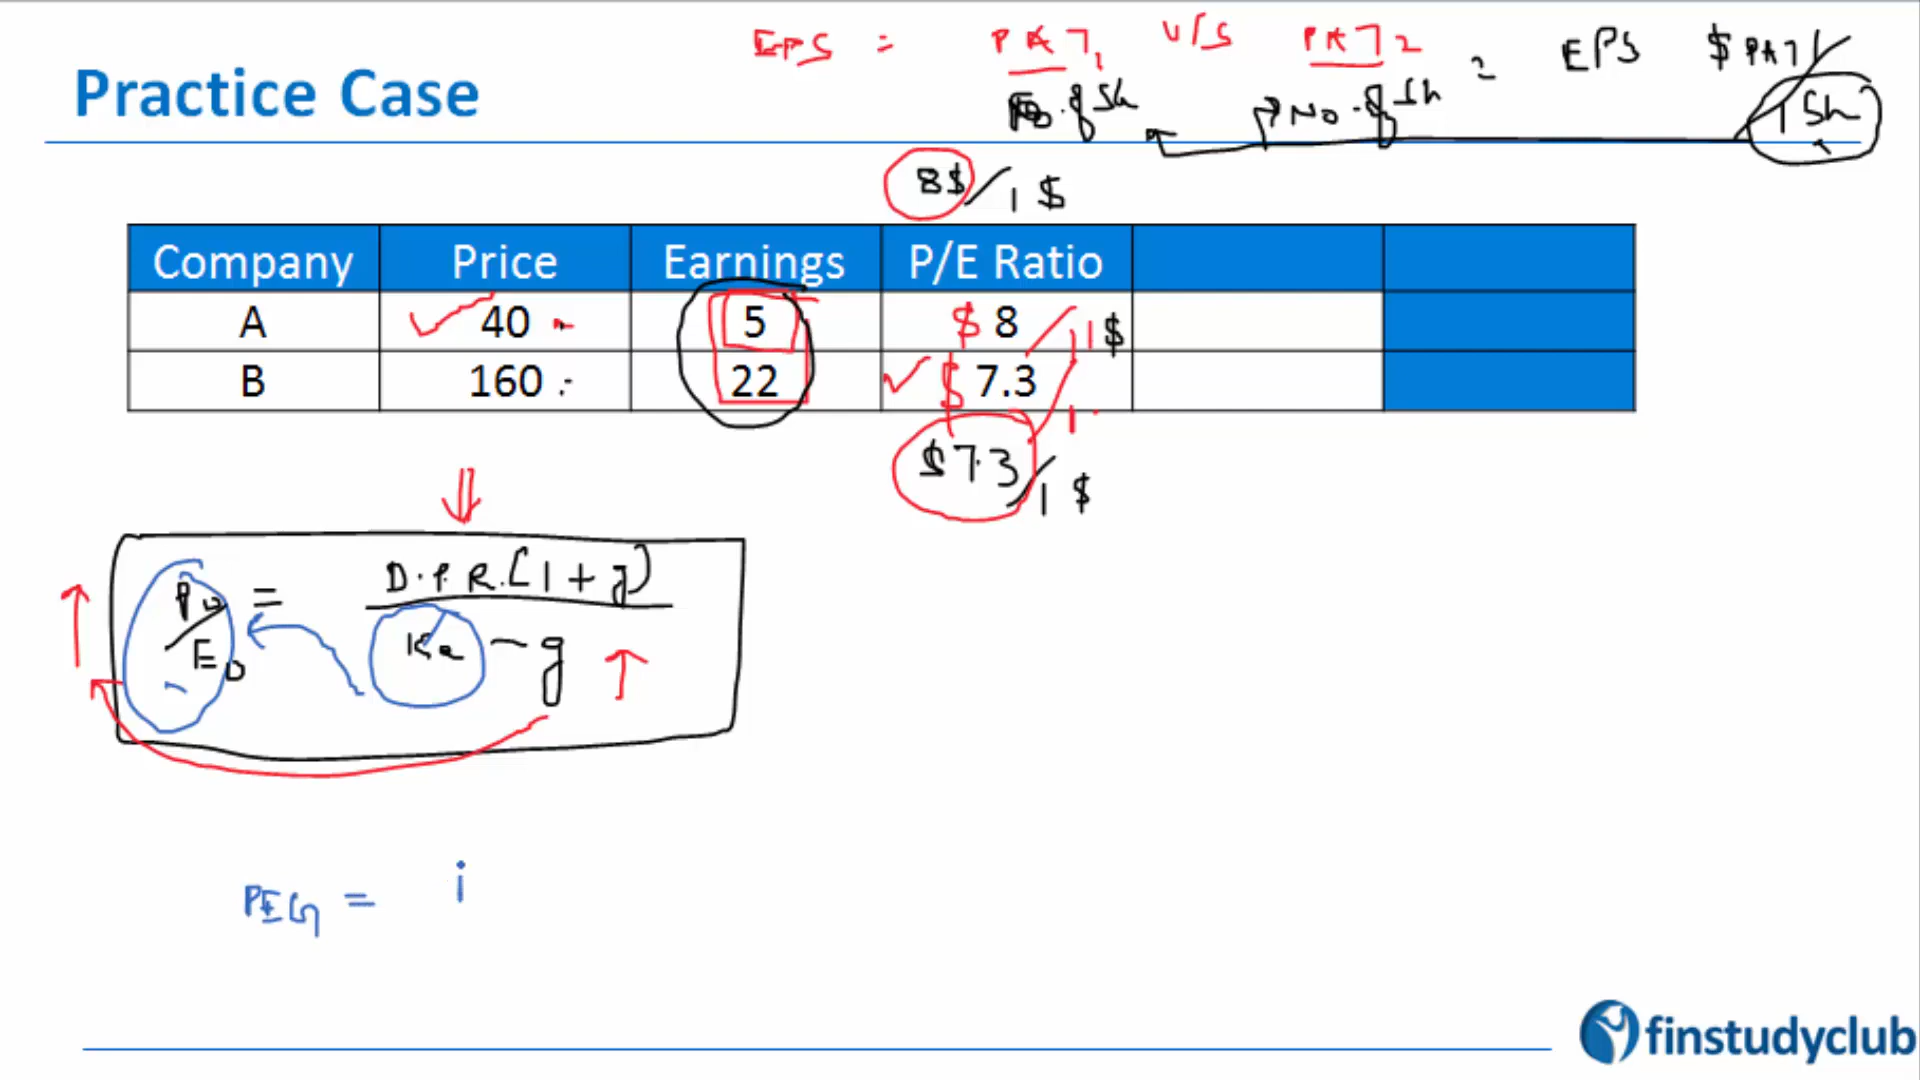 EPS = PAT1 v/s PAT2 = EPS $ PAT/
No. of Sh No. of Sh 1 Sh
Practice Case
8$/1 $
Company Price Earnings P/E Ratio
A 40 5 $ 8 / 1$
B 160 22 $ 7.3 1
$7.3/1 $
P0/E0 = D.P.R.(1+g)
Ke - g
PEG = i
finstudyclub